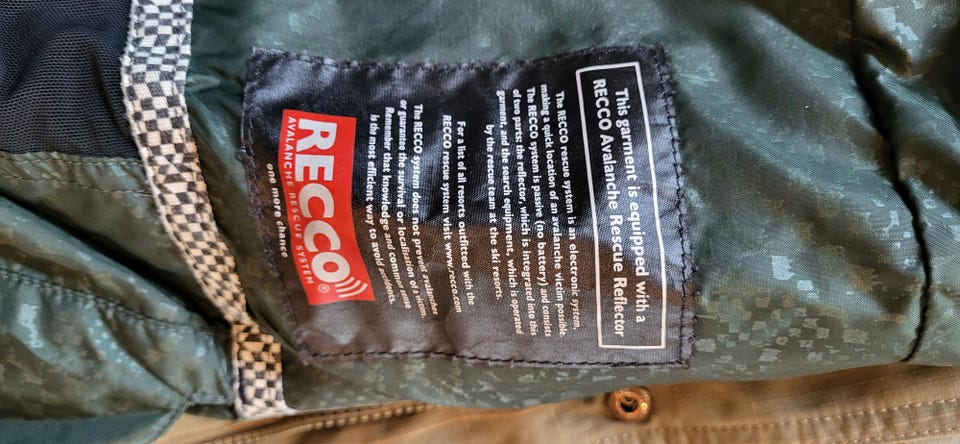 This garment is equipped with a
RECCO Avalanche Rescue Reflector
The RECCO rescue system is an electronic system,
making a quick location of an avalanche victim possible.
The RECCO system is passive (no battery) and consists
of two parts: the reflector, which is integrated into this
garment, and the search equipment, which is operated
by the rescue team at the ski resorts.
For a list of all resorts outfitted with the
RECCO rescue system visit www.recco.com
The RECCO system does not prevent avalanches
or guarantee the survival or localisation of a victim.
Remember that knowledge and common sense
is the most efficient way to avoid accidents.
RECCO®
AVALANCHE RESCUE SYSTEM
one more chance